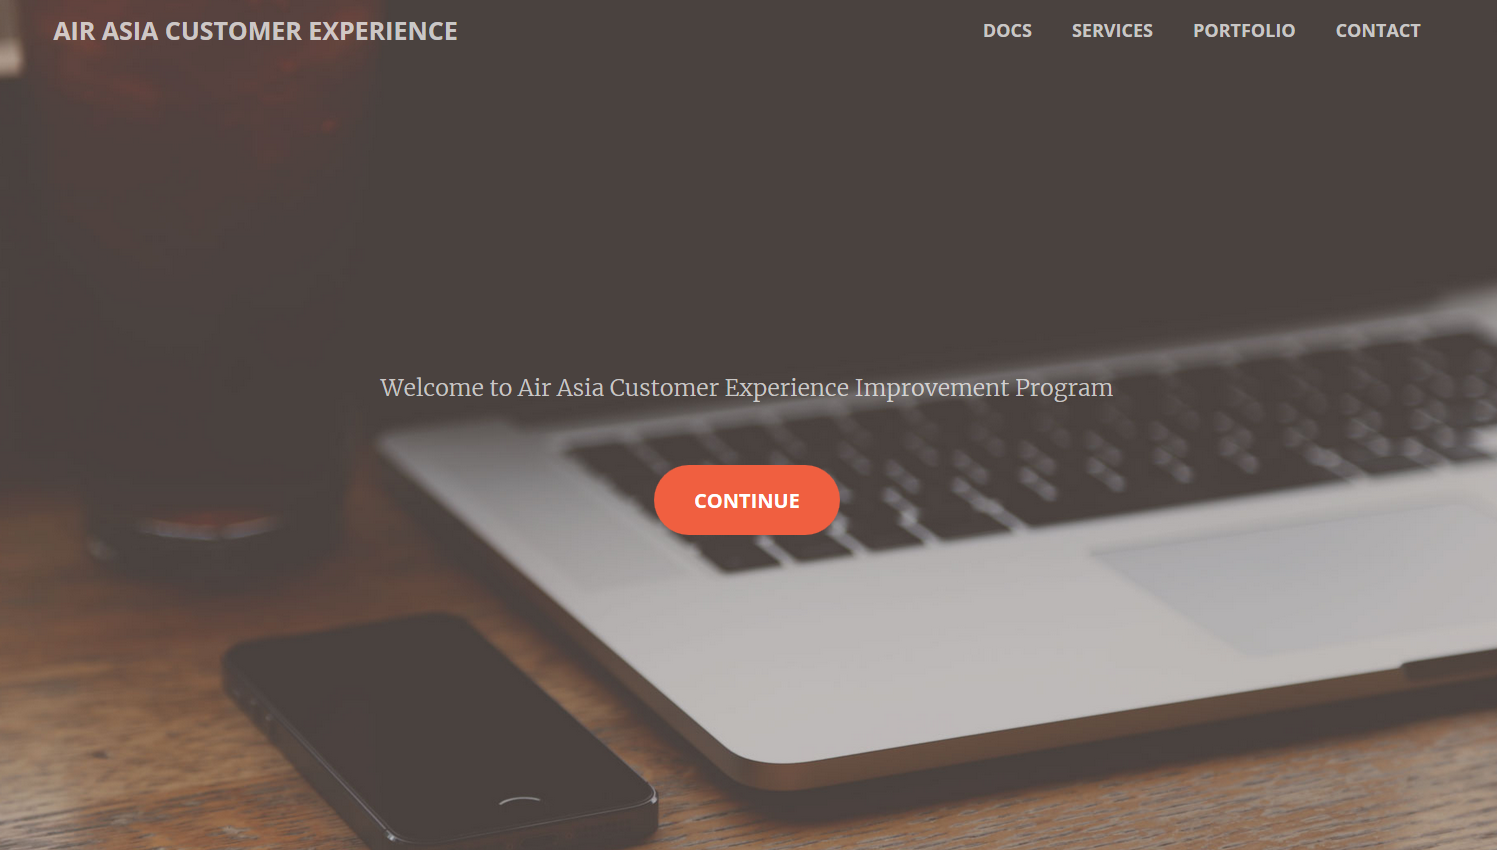 AIR ASIA CUSTOMER EXPERIENCE
DOCS SERVICES PORTFOLIO CONTACT
Welcome to Air Asia Customer Experience Improvement Program
CONTINUE